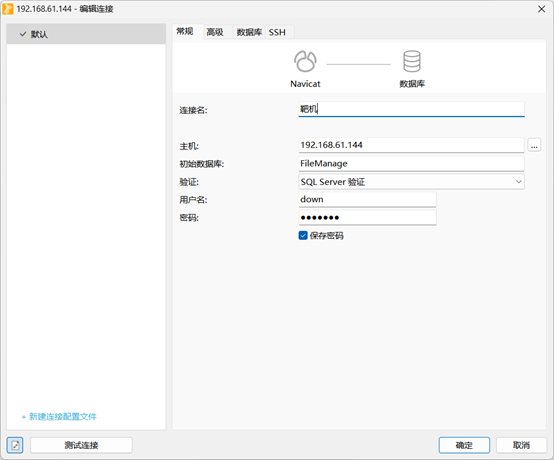 192.168.61.144 - 编辑连接
默认
常规 高级 数据库 SSH
Navicat 数据库
连接名: 靶机
主机: 192.168.61.144 ...
初始数据库: FileManage
验证: SQL Server 验证
用户名: down
密码: ●●●●●●●
保存密码
+ 新建连接配置文件
测试连接 确定 取消